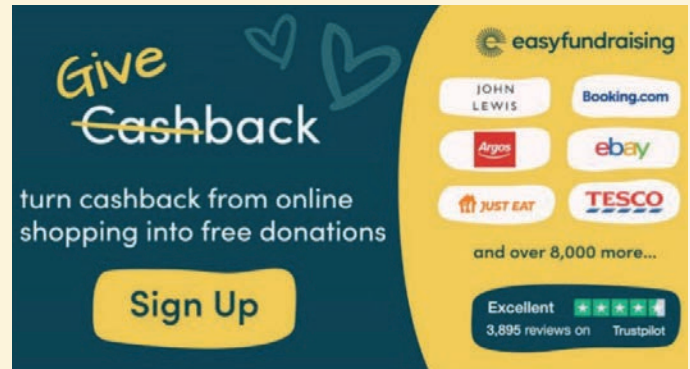 Give
Cashback
turn cashback from online
shopping into free donations
Sign Up
easyfundraising
JOHN
LEWIS
Booking.com
Argos
ebay
JUST EAT
TESCO
and over 8,000 more...
Excellent
3,895 reviews on Trustpilot